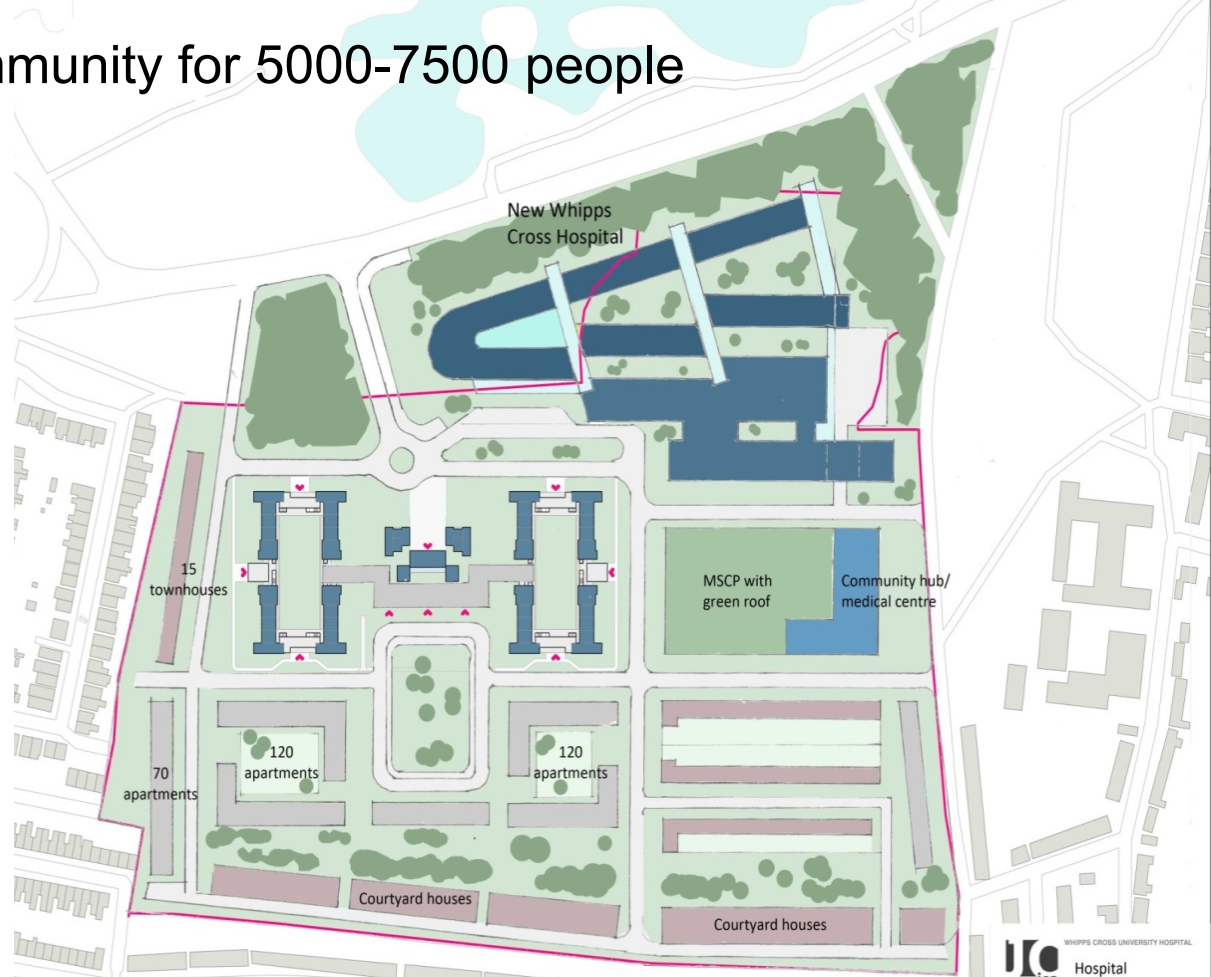 mmunity for 5000-7500 people
New Whipps
Cross Hospital
15
townhouses
MSCP with
green roof
Community hub/
medical centre
120
apartments
120
apartments
70
apartments
Courtyard houses
Courtyard houses
WHIPPS CROSS UNIVERSITY HOSPITAL
Hospital